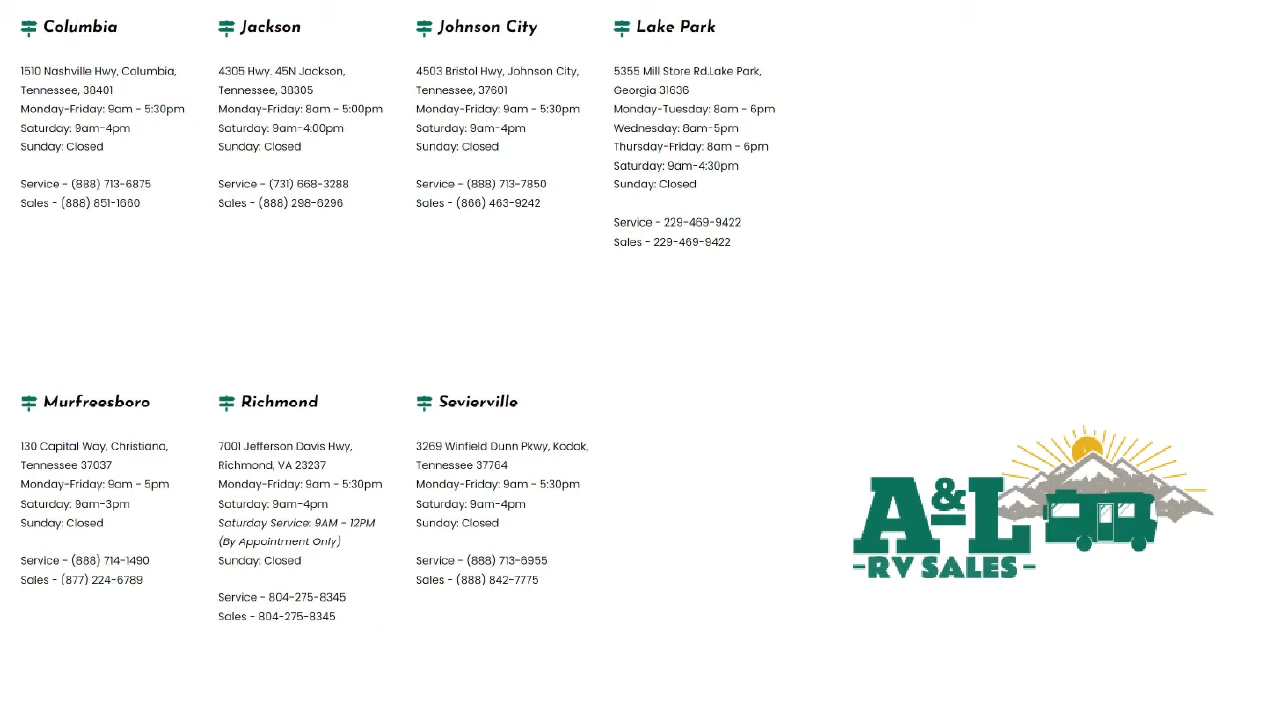 Columbia
1510 Nashville Hwy, Columbia,
Tennessee, 38401
Monday-Friday: 9am - 5:30pm
Saturday: 9am-4pm
Sunday: Closed
Service - (888) 713-6875
Sales - (888) 851-1660
Jackson
4305 Hwy. 45N Jackson,
Tennessee, 38305
Monday-Friday: 8am - 5:00pm
Saturday: 9am-4:00pm
Sunday: Closed
Service - (731) 668-3288
Sales - (888) 298-6296
Johnson City
4503 Bristol Hwy, Johnson City,
Tennessee, 37601
Monday-Friday: 9am - 5:30pm
Saturday: 9am-4pm
Sunday: Closed
Service - (888) 713-7850
Sales - (866) 463-9242
Lake Park
5355 Mill Store Rd.Lake Park,
Georgia 31636
Monday-Tuesday: 8am - 6pm
Wednesday: 8am-5pm
Thursday-Friday: 8am - 6pm
Saturday: 9am-4:30pm
Sunday: Closed
Service - 229-469-9422
Sales - 229-469-9422
Murfreesboro
130 Capital Way, Christiana,
Tennessee 37037
Monday-Friday: 9am - 5pm
Saturday: 9am-3pm
Sunday: Closed
Service - (888) 714-1490
Sales - (877) 224-6789
Richmond
7001 Jefferson Davis Hwy,
Richmond, VA 23237
Monday-Friday: 9am - 5:30pm
Saturday: 9am-4pm
Saturday Service: 9AM - 12PM
(By Appointment Only)
Sunday: Closed
Service - 804-275-8345
Sales - 804-275-8345
Sevierville
3269 Winfield Dunn Pkwy, Kodak,
Tennessee 37764
Monday-Friday: 9am - 5:30pm
Saturday: 9am-4pm
Sunday: Closed
Service - (888) 713-6955
Sales - (888) 842-7775
A&L
-RV SALES-